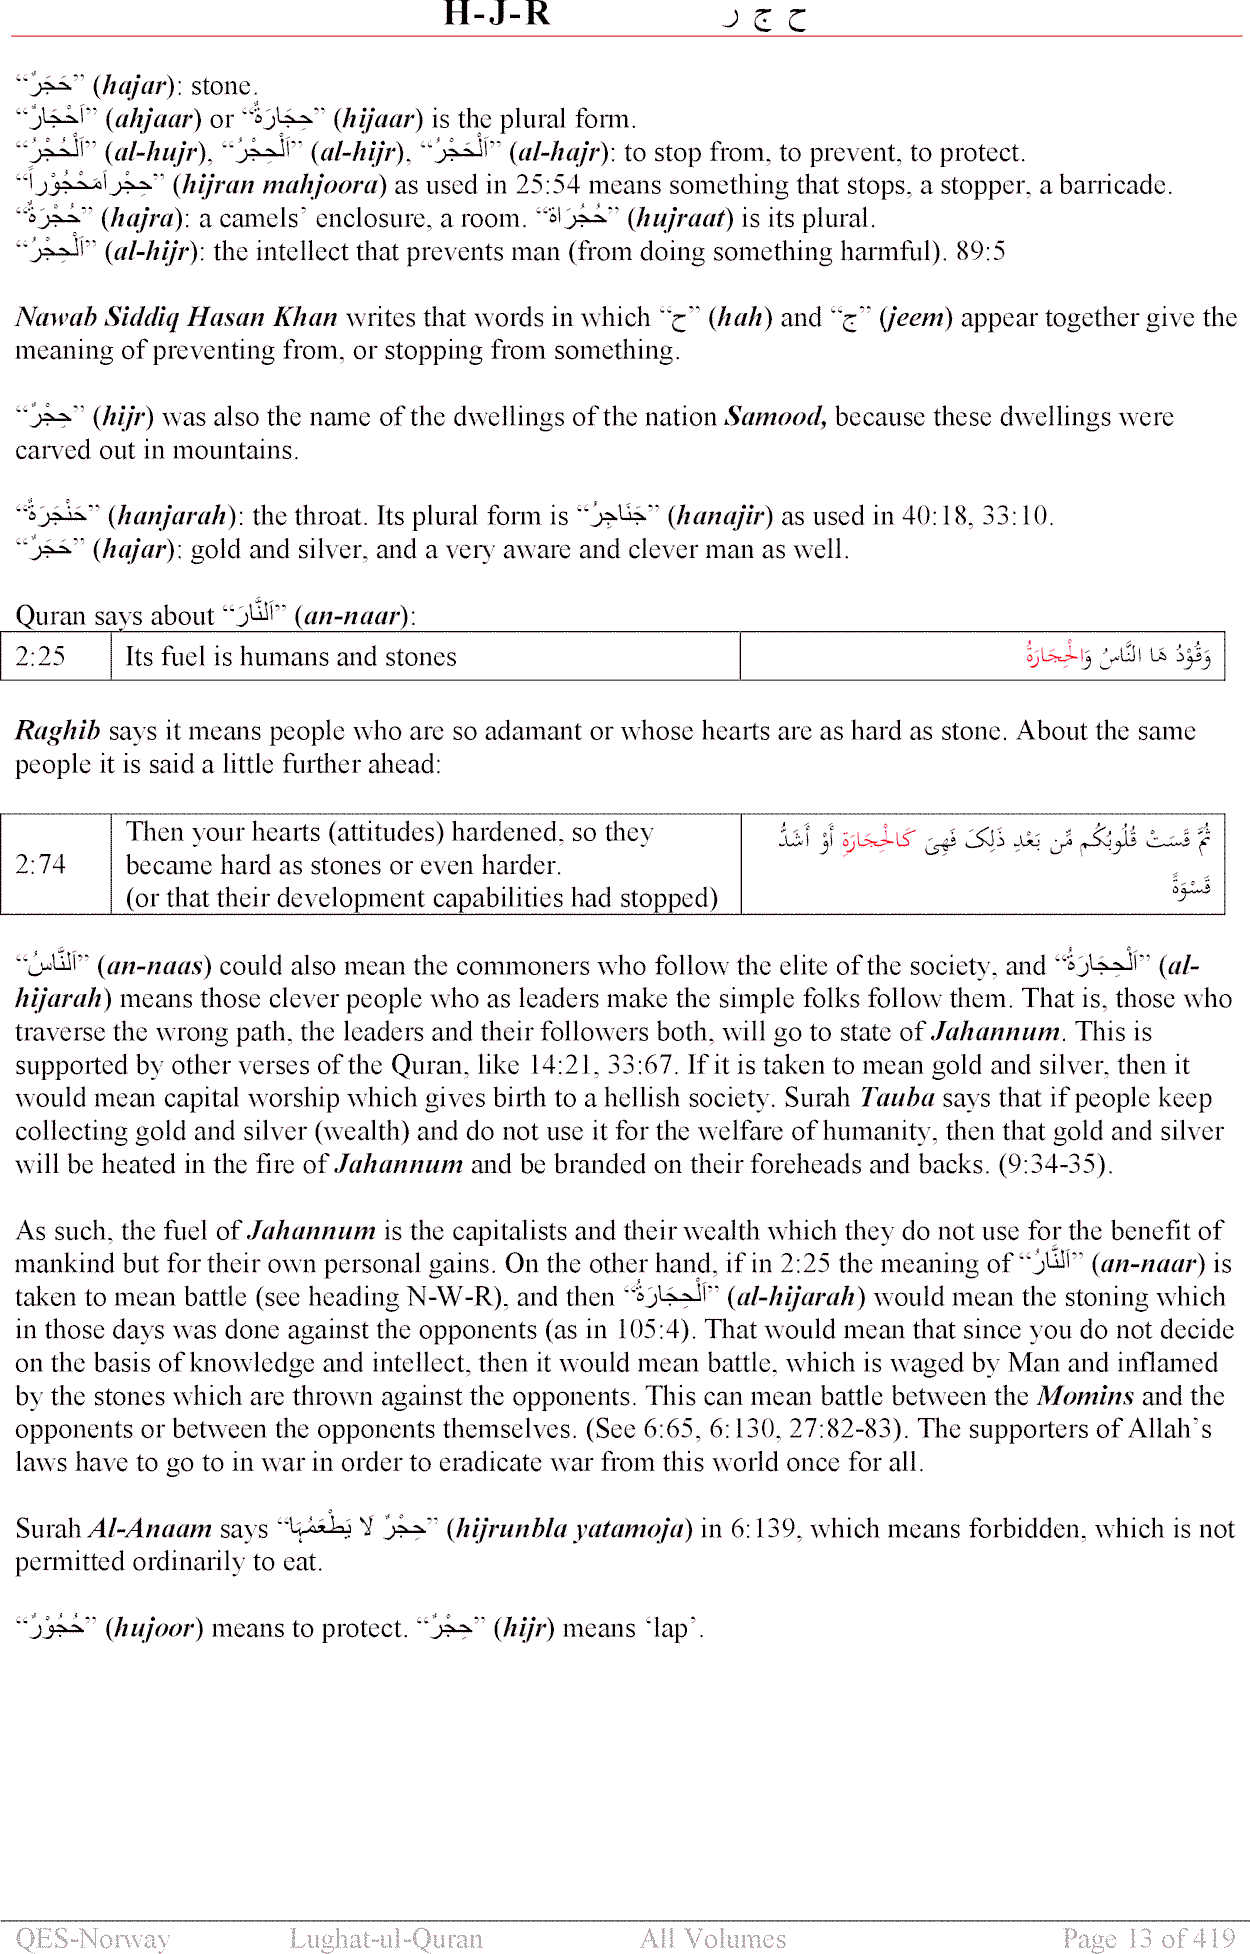 H-J-R ح ج ر
“حَجَرٌ” (hajar): stone.
“اَحْجَارٌ” (ahjaar) or “حِجَارَۃٌ” (hijaar) is the plural form.
“اَلْحُجْرُ” (al-hujr), “اَلْحِجْرُ” (al-hijr), “اَلْحَجْرُ” (al-hajr): to stop from, to prevent, to protect.
“حِجْراًمَحْجُوْراً” (hijran mahjoora) as used in 25:54 means something that stops, a stopper, a barricade.
“حُجْرَۃٌ” (hajra): a camels’ enclosure, a room. “حُجُرَاۃ” (hujraat) is its plural.
“اَلْحِجْرُ” (al-hijr): the intellect that prevents man (from doing something harmful). 89:5
Nawab Siddiq Hasan Khan writes that words in which “ح” (hah) and “ج” (jeem) appear together give the
meaning of preventing from, or stopping from something.
“حِجْرٌ” (hijr) was also the name of the dwellings of the nation Samood, because these dwellings were
carved out in mountains.
“حَنْجَرَۃٌ” (hanjarah): the throat. Its plural form is “حَنَاجِرُ” (hanajir) as used in 40:18, 33:10.
“حَجَرٌ” (hajar): gold and silver, and a very aware and clever man as well.
Quran says about “اَلنَّارَ” (an-naar):
2:25 Its fuel is humans and stones وَقُوْدُ هَا النَّاسُ وَالْحِجَارَةُ
Raghib says it means people who are so adamant or whose hearts are as hard as stone. About the same
people it is said a little further ahead:
2:74 Then your hearts (attitudes) hardened, so they
became hard as stones or even harder.
(or that their development capabilities had stopped)
ثُمَّ قَسَتْ قُلُوبُكُم مِّن بَعْدِ ذَلِكَ فَهِىَ كَالْحِجَارَةِ أَوْ أَشَدُّ
قَسْوَةً
“اَلنَّاسُ” (an-naas) could also mean the commoners who follow the elite of the society, and “اَلْحِجَارَۃُ” (al-
hijarah) means those clever people who as leaders make the simple folks follow them. That is, those who
traverse the wrong path, the leaders and their followers both, will go to state of Jahannum. This is
supported by other verses of the Quran, like 14:21, 33:67. If it is taken to mean gold and silver, then it
would mean capital worship which gives birth to a hellish society. Surah Tauba says that if people keep
collecting gold and silver (wealth) and do not use it for the welfare of humanity, then that gold and silver
will be heated in the fire of Jahannum and be branded on their foreheads and backs. (9:34-35).
As such, the fuel of Jahannum is the capitalists and their wealth which they do not use for the benefit of
mankind but for their own personal gains. On the other hand, if in 2:25 the meaning of “اَلنَّارُ” (an-naar) is
taken to mean battle (see heading N-W-R), and then “اَلْحِجَارَۃُ” (al-hijarah) would mean the stoning which
in those days was done against the opponents (as in 105:4). That would mean that since you do not decide
on the basis of knowledge and intellect, then it would mean battle, which is waged by Man and inflamed
by the stones which are thrown against the opponents. This can mean battle between the Momins and the
opponents or between the opponents themselves. (See 6:65, 6:130, 27:82-83). The supporters of Allah’s
laws have to go to in war in order to eradicate war from this world once for all.
Surah Al-Anaam says “حِجْرٌ لَا يَطْعَمُہَا” (hijrunbla yatamoja) in 6:139, which means forbidden, which is not
permitted ordinarily to eat.
“حُجُوْرٌ” (hujoor) means to protect. “حِجْرٌ” (hijr) means ‘lap’.
QES-Norway Lughat-ul-Quran All Volumes Page 13 of 419